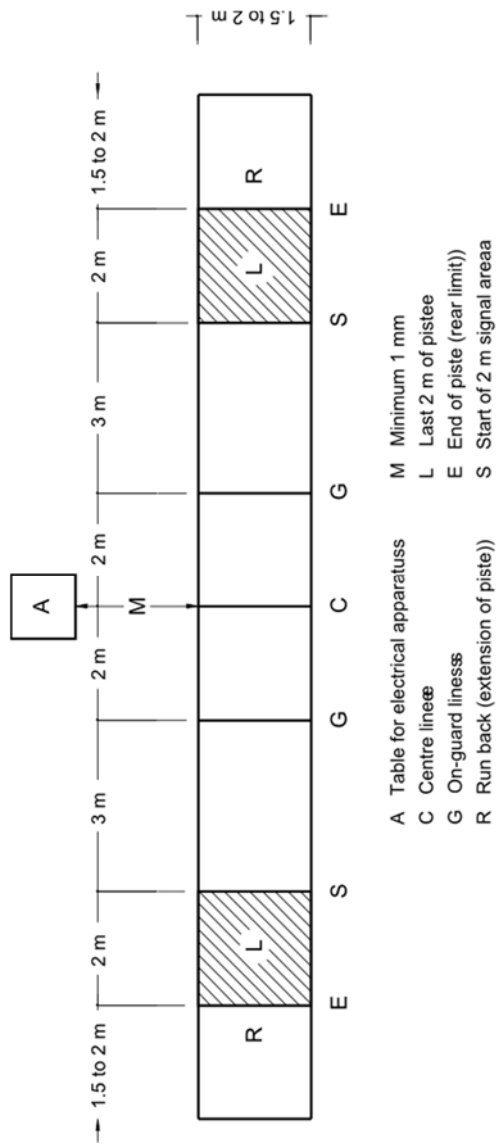 A
1.5 to 2 m 2 m 3 m 2 m 2 m 3 m 2 m 1.5 to 2 m
M
1.5 to 2 m
R L L R
E S G C G S E
A Table for electrical apparatuss
C Centre linee
G On-guard liness
R Run back (extension of piste))
M Minimum 1 mm
L Last 2 m of pistee
E End of piste (rear limit))
S Start of 2 m signal areaa